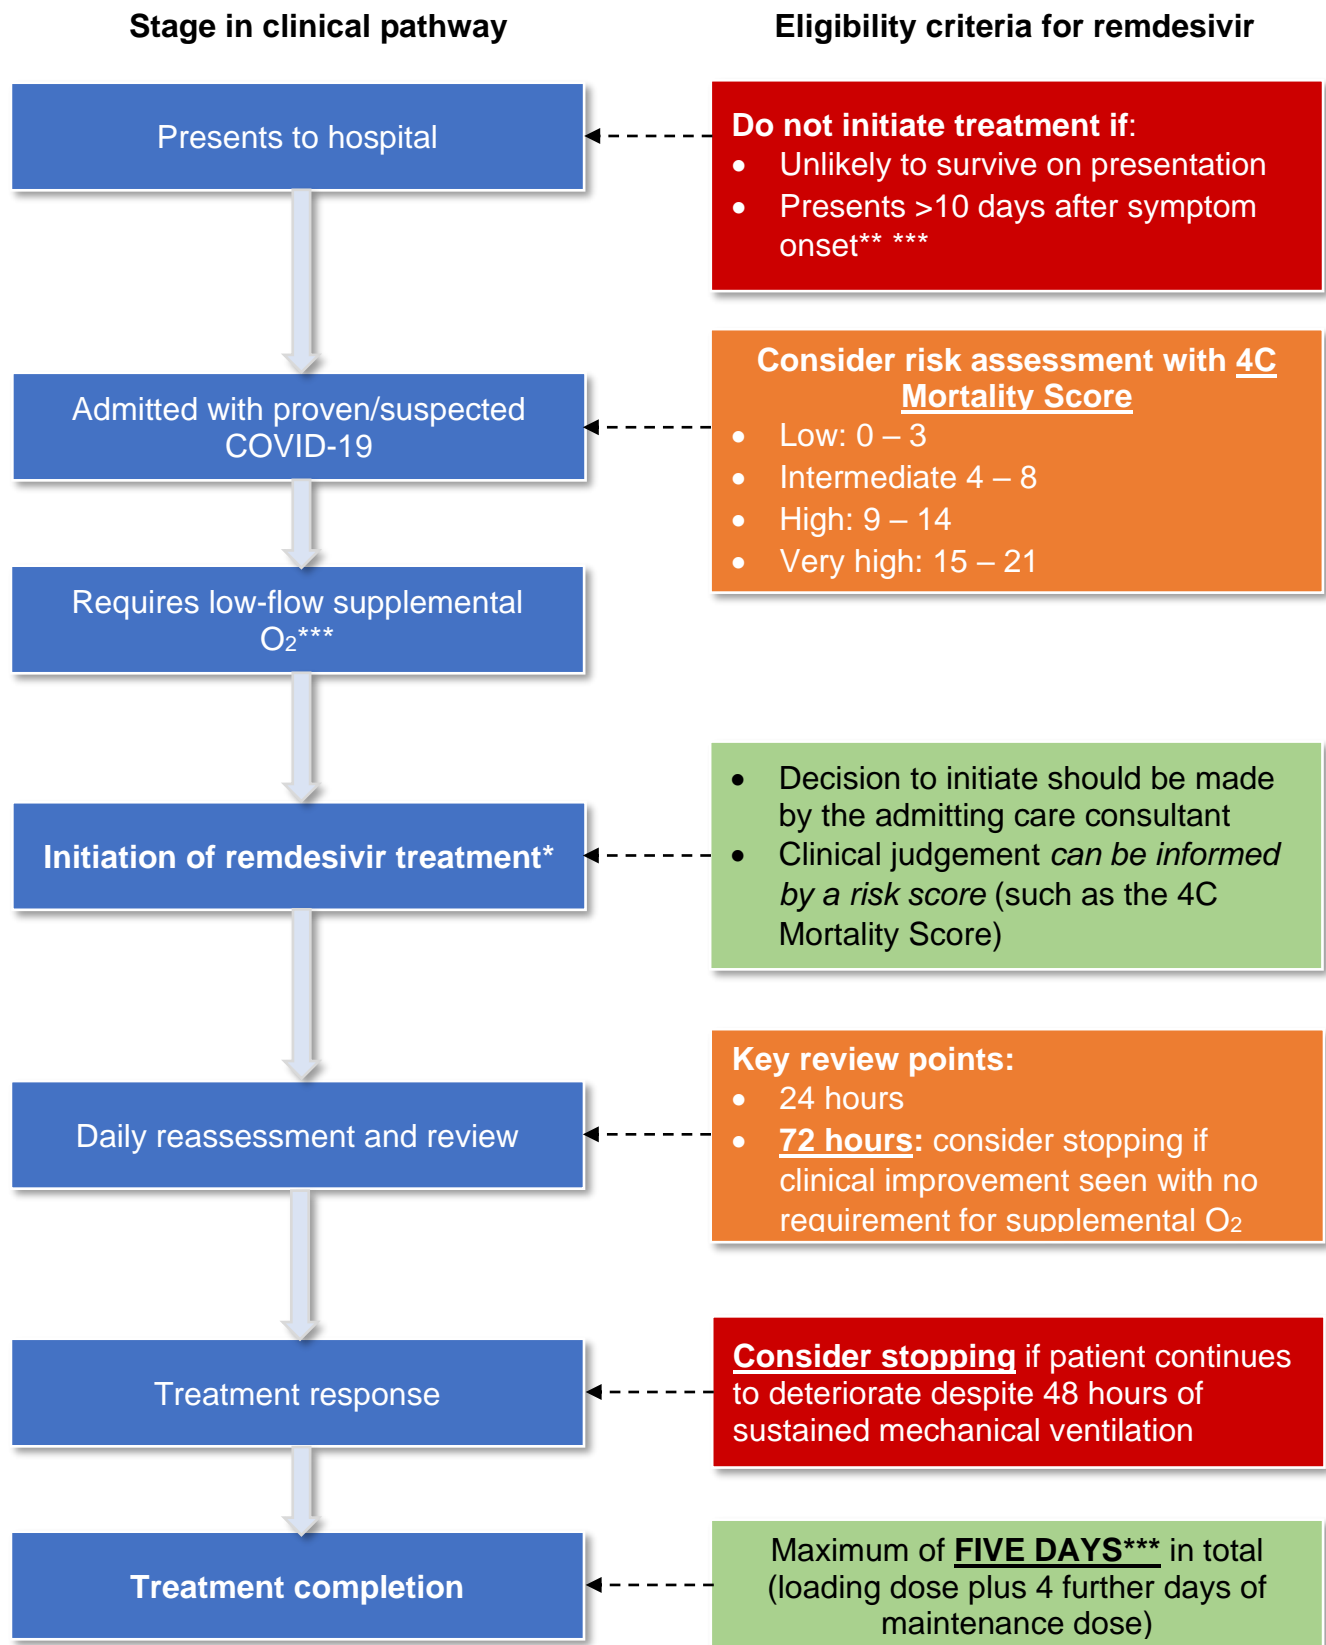 Stage in clinical pathway
Eligibility criteria for remdesivir
Presents to hospital
Do not initiate treatment if:
• Unlikely to survive on presentation
• Presents >10 days after symptom
onset** ***
Admitted with proven/suspected
COVID-19
Consider risk assessment with 4C
Mortality Score
• Low: 0 – 3
• Intermediate 4 – 8
• High: 9 – 14
• Very high: 15 – 21
Requires low-flow supplemental
O₂***
Initiation of remdesivir treatment*
• Decision to initiate should be made
by the admitting care consultant
• Clinical judgement can be informed
by a risk score (such as the 4C
Mortality Score)
Daily reassessment and review
Key review points:
• 24 hours
• 72 hours: consider stopping if
clinical improvement seen with no
requirement for supplemental O₂
Treatment response
Consider stopping if patient continues
to deteriorate despite 48 hours of
sustained mechanical ventilation
Treatment completion
Maximum of FIVE DAYS*** in total
(loading dose plus 4 further days of
maintenance dose)